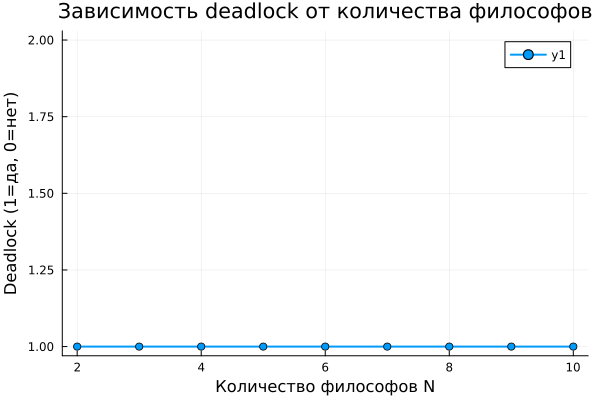 Зависимость deadlock от количества философов
y1
Deadlock (1=да, 0=нет)
2.00
1.75
1.50
1.25
1.00
2 4 6 8 10
Количество философов N